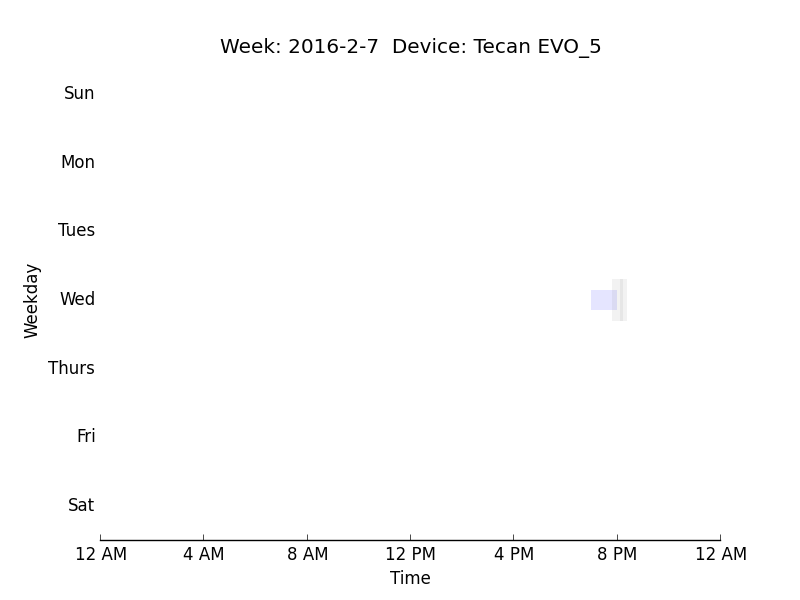 Week: 2016-2-7  Device: Tecan EVO_5
Sun
Mon
Tues
Wed
Thurs
Fri
Sat
Weekday
12 AM 4 AM 8 AM 12 PM 4 PM 8 PM 12 AM
Time